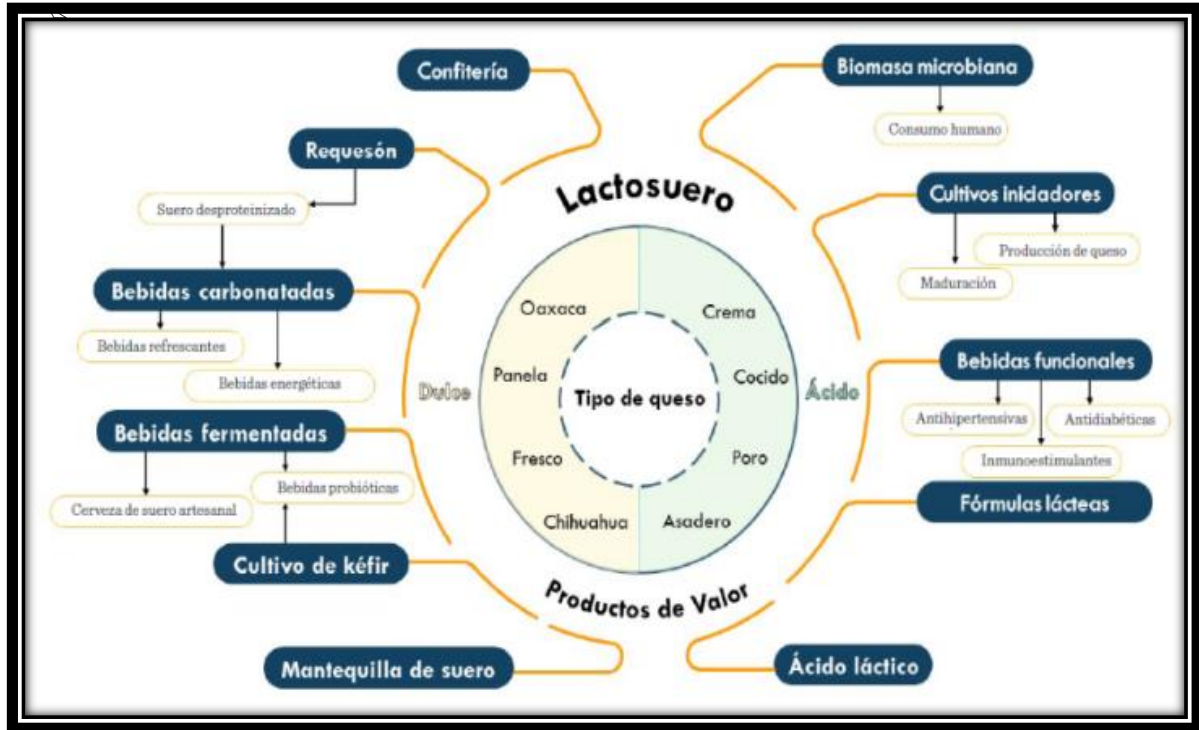 Confitería
Requesón
Suero desproteinizado
Bebidas carbonatadas
Bebidas refrescantes
Bebidas energéticas
Bebidas fermentadas
Bebidas probióticas
Cerveza de suero artesanal
Cultivo de kéfir
Mantequilla de suero
Lactosuero
Dulce
Oaxaca
Panela
Fresco
Chihuahua
Tipo de queso
Crema
Cocido
Poro
Asadero
Ácido
Productos de Valor
Biomasa microbiana
Consumo humano
Cultivos iniciadores
Producción de queso
Maduración
Bebidas funcionales
Antihipertensivas
Antidiabéticas
Inmunoestimulantes
Fórmulas lácteas
Ácido láctico